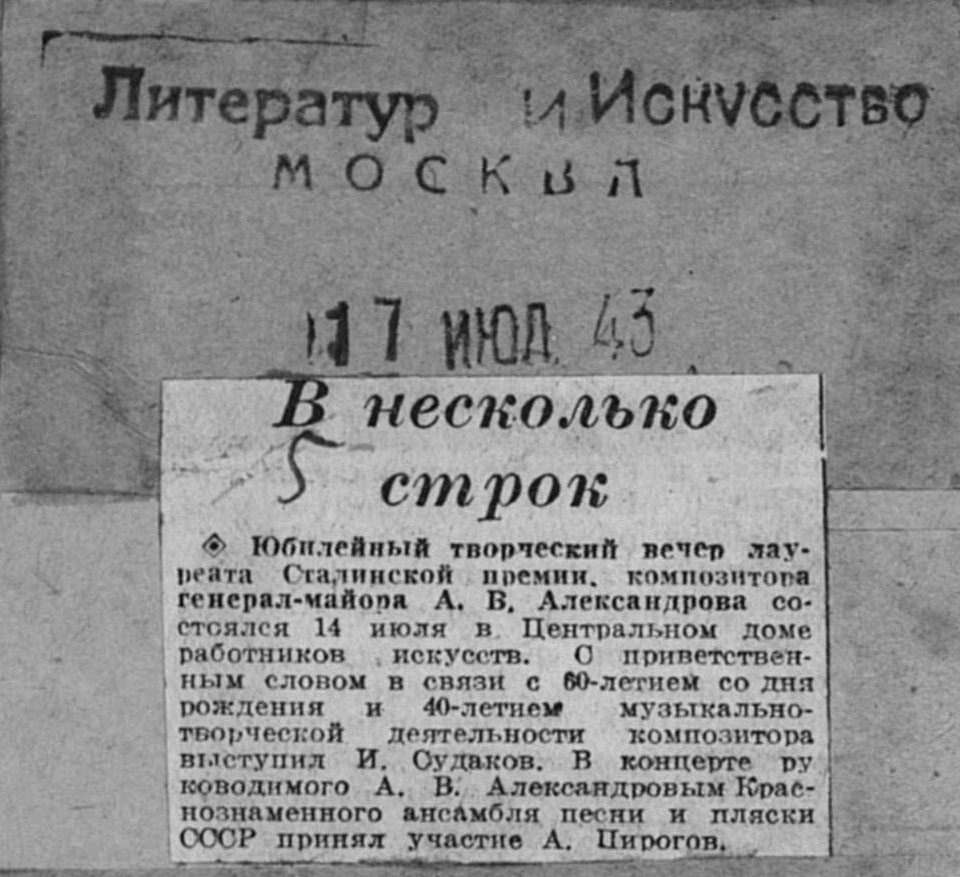 Литератур и Искусство
МОСКВА
17 ИЮЛ. 43
В несколько
5 строк
◈ Юбилейный творческий вечер лау-
реата Сталинской премии, композитора
генерал-майора А. В. Александрова со-
стоялся 14 июля в Центральном доме
работников искусств. С приветствен-
ным словом в связи с 60-летием со дня
рождения и 40-летием музыкально-
творческой деятельности композитора
выступил И. Судаков. В концерте ру
ководимого А. В. Александровым Крас-
нознаменного ансамбля песни и пляски
СССР принял участие А. Пирогов.